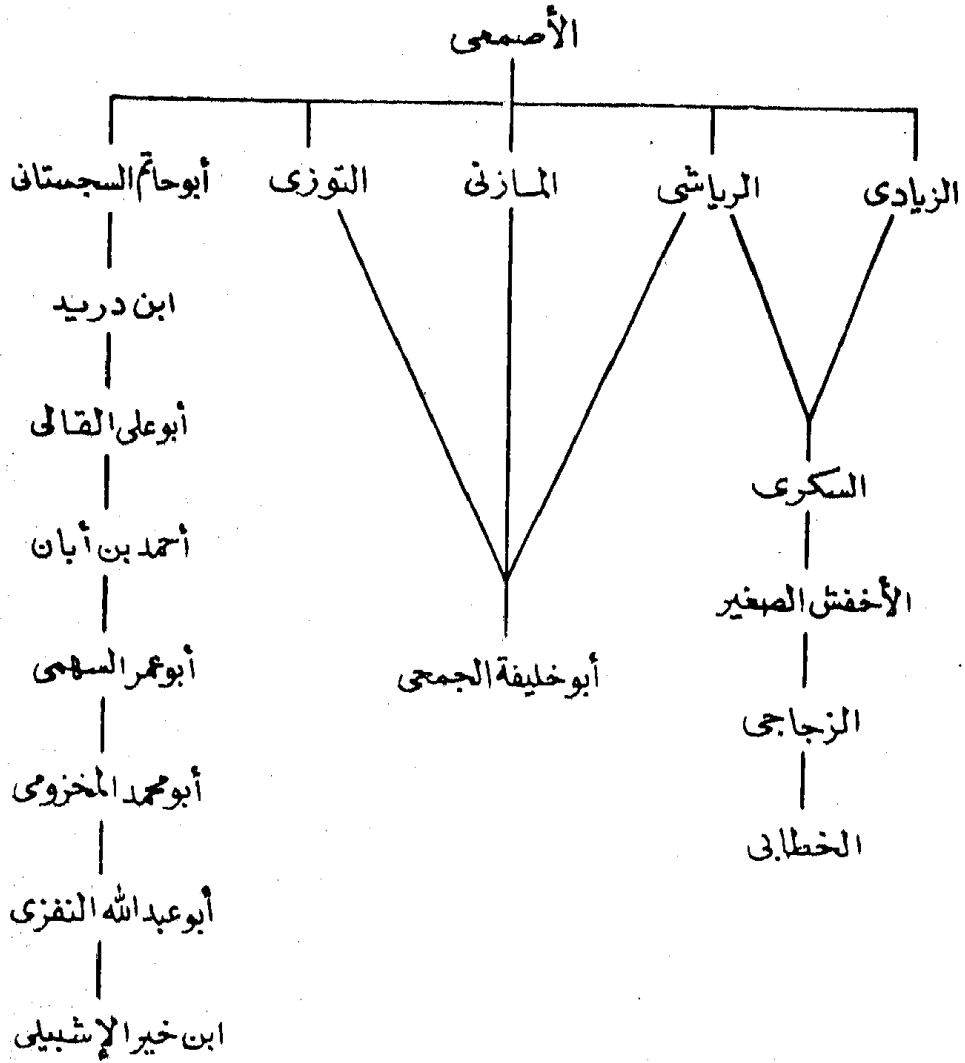 الأصمعى
الزيادى
الرياشى
المازنى
التوزى
أبوحاتم السجستانى
ابن دريد
أبوعلى القالى
السكرى
أحمد بن أبان
الأخفش الصغير
أبوعمر السهمى
أبوخليفة الجمحى
الزجاجى
أبومحمد المخزومى
الخطابى
أبوعبدالله النفزى
ابن خير الإشبيلى